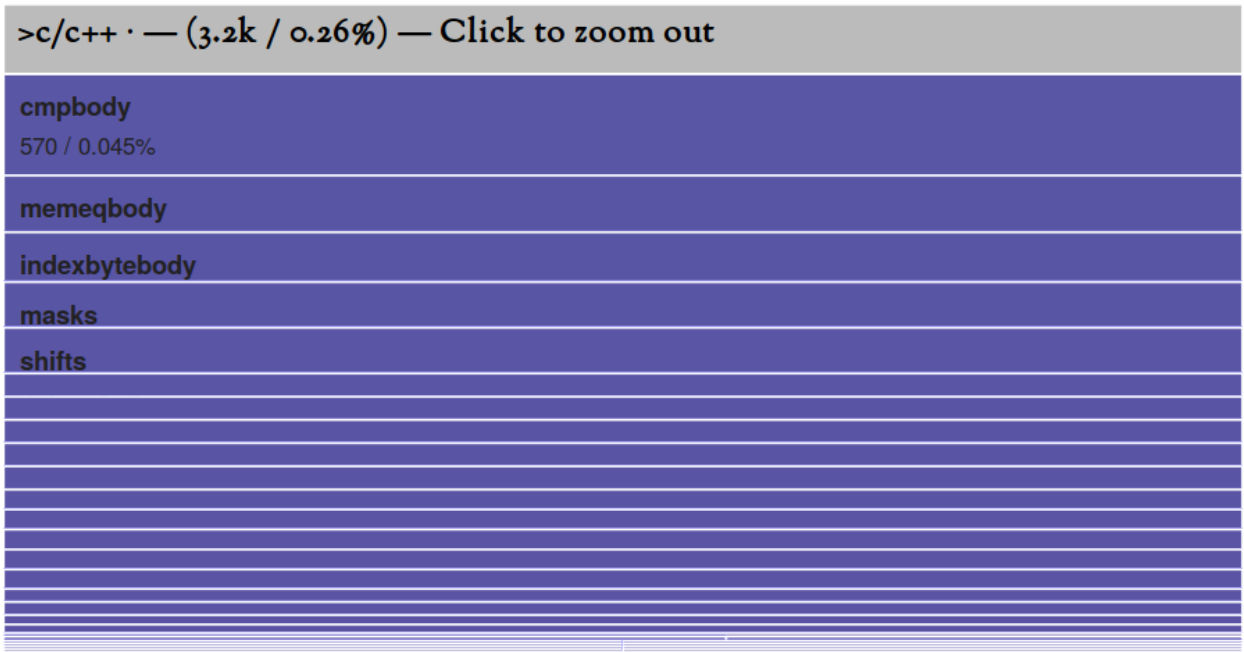 >c/c++ · — (3.2k / 0.26%) — Click to zoom out
cmpbody
570 / 0.045%
memeqbody
indexbytebody
masks
shifts